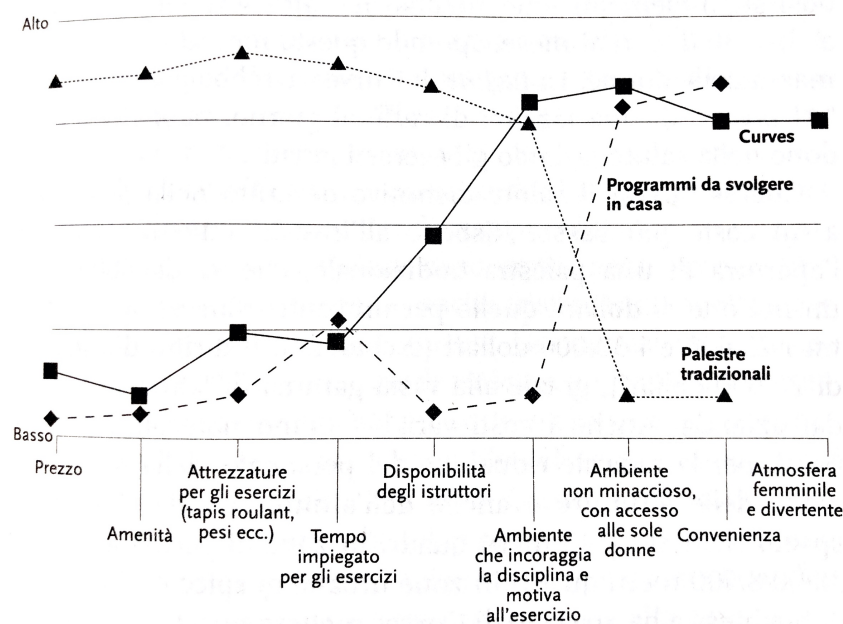 Alto
Curves
Programmi da svolgere
in casa
Palestre
tradizionali
Basso
Prezzo
Amenità
Attrezzature
per gli esercizi
(tapis roulant,
pesi ecc.)
Tempo
impiegato
per gli esercizi
Disponibilità
degli istruttori
Ambiente
che incoraggia
la disciplina e
motiva
all'esercizio
Ambiente
non minaccioso,
con accesso
alle sole
donne
Convenienza
Atmosfera
femminile
e divertente